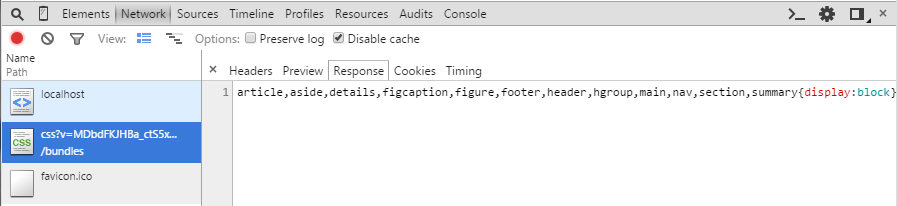 Elements Network Sources Timeline Profiles Resources Audits Console
View: Options: Preserve log Disable cache
Name
Path
× Headers Preview Response Cookies Timing
localhost
1 article,aside,details,figcaption,figure,footer,header,hgroup,main,nav,section,summary{display:block}
css?v=MDbdFKJHBa_ctS5x...
/bundles
CSS
favicon.ico